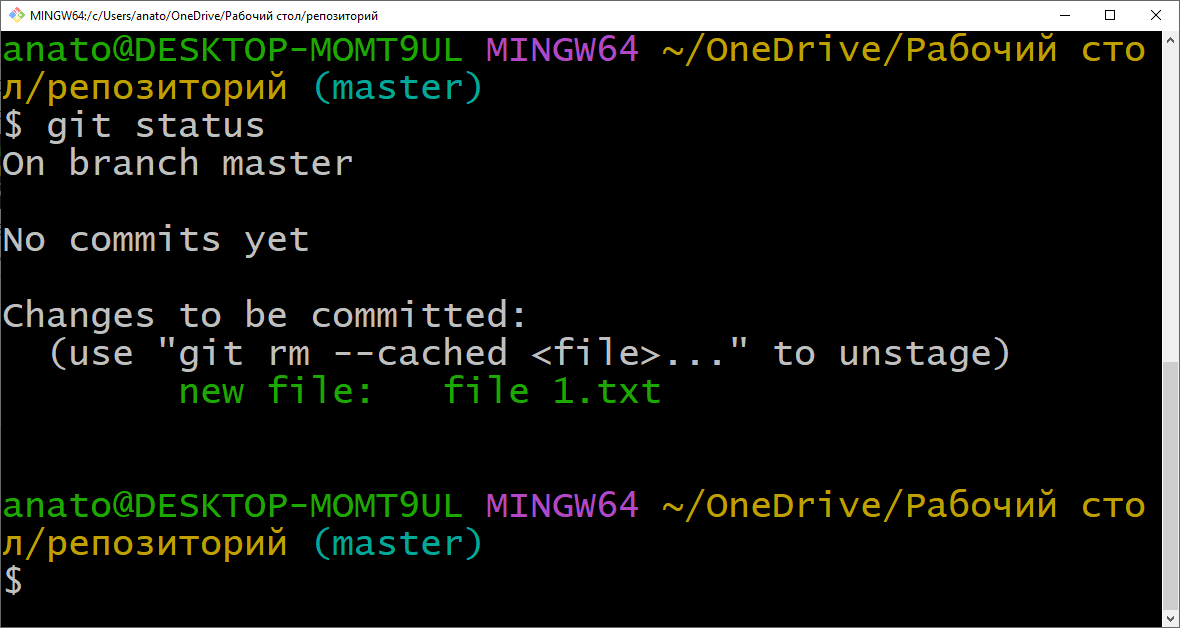 MINGW64:/c/Users/anato/OneDrive/Рабочий стол/репозиторий
anato@DESKTOP-MOMT9UL MINGW64 ~/OneDrive/Рабочий сто
л/репозиторий (master)
$ git status
On branch master
No commits yet
Changes to be committed:
  (use "git rm --cached <file>..." to unstage)
        new file:   file 1.txt
anato@DESKTOP-MOMT9UL MINGW64 ~/OneDrive/Рабочий сто
л/репозиторий (master)
$